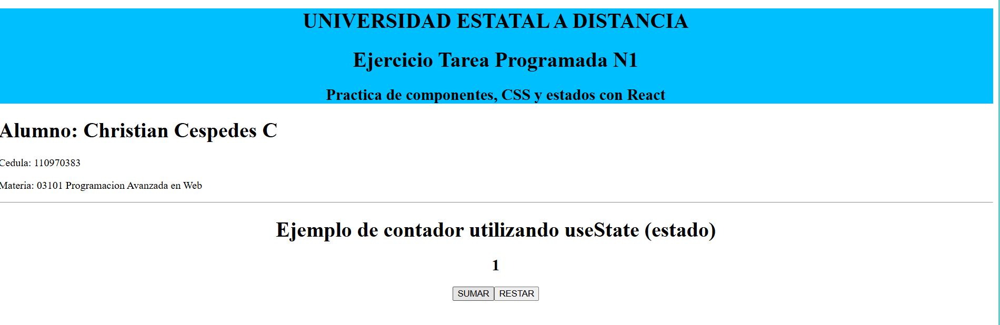 UNIVERSIDAD ESTATAL A DISTANCIA
Ejercicio Tarea Programada N1
Practica de componentes, CSS y estados con React
Alumno: Christian Cespedes C
Cedula: 110970383
Materia: 03101 Programacion Avanzada en Web
Ejemplo de contador utilizando useState (estado)
1
SUMAR RESTAR